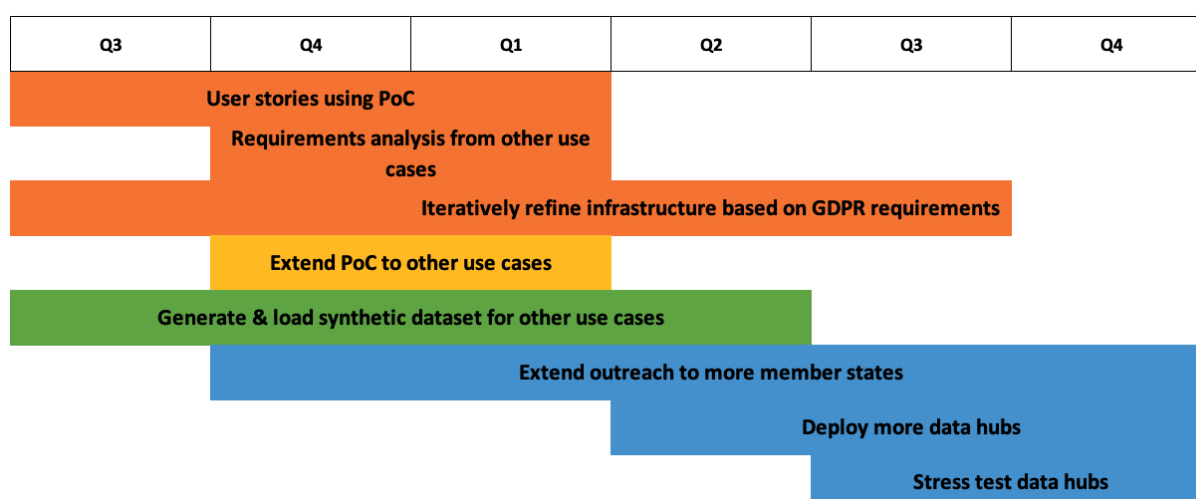 Q3 Q4 Q1 Q2 Q3 Q4
User stories using PoC
Requirements analysis from other use
cases
Iteratively refine infrastructure based on GDPR requirements
Extend PoC to other use cases
Generate & load synthetic dataset for other use cases
Extend outreach to more member states
Deploy more data hubs
Stress test data hubs